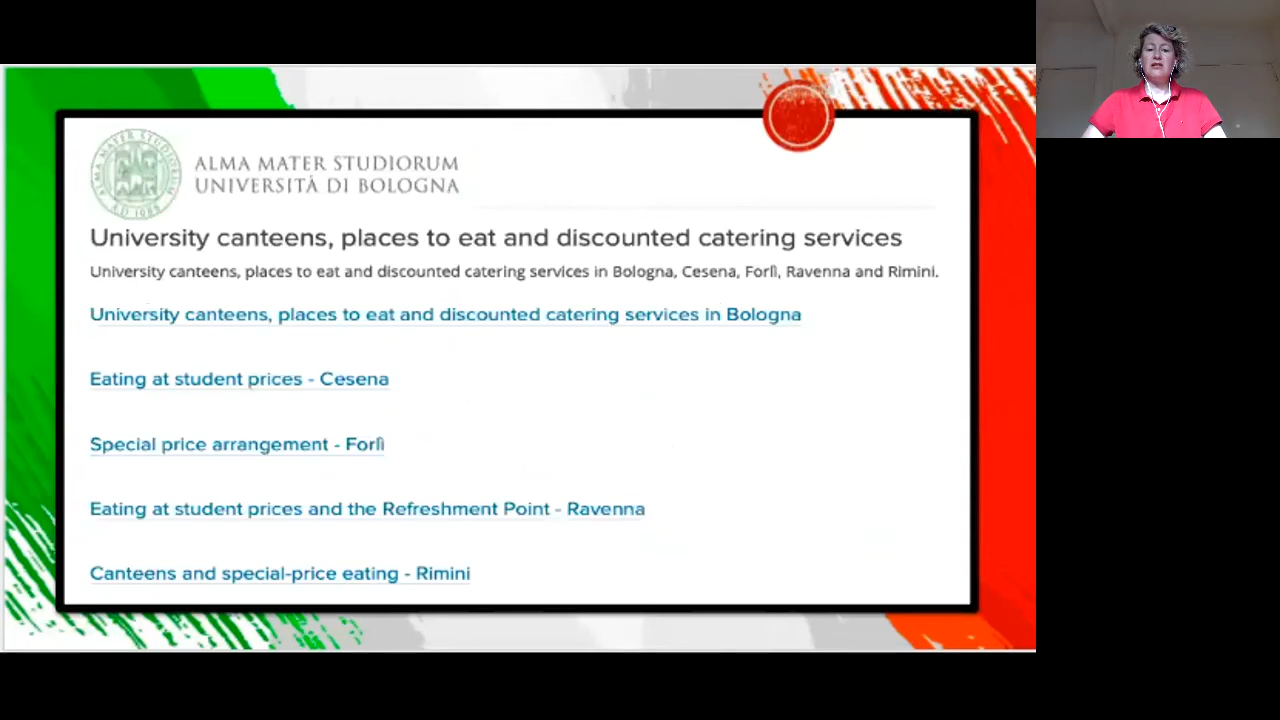 ALMA MATER STUDIORUM
UNIVERSITÀ DI BOLOGNA
University canteens, places to eat and discounted catering services
University canteens, places to eat and discounted catering services in Bologna, Cesena, Forlì, Ravenna and Rimini.
University canteens, places to eat and discounted catering services in Bologna
Eating at student prices - Cesena
Special price arrangement - Forlì
Eating at student prices and the Refreshment Point - Ravenna
Canteens and special-price eating - Rimini